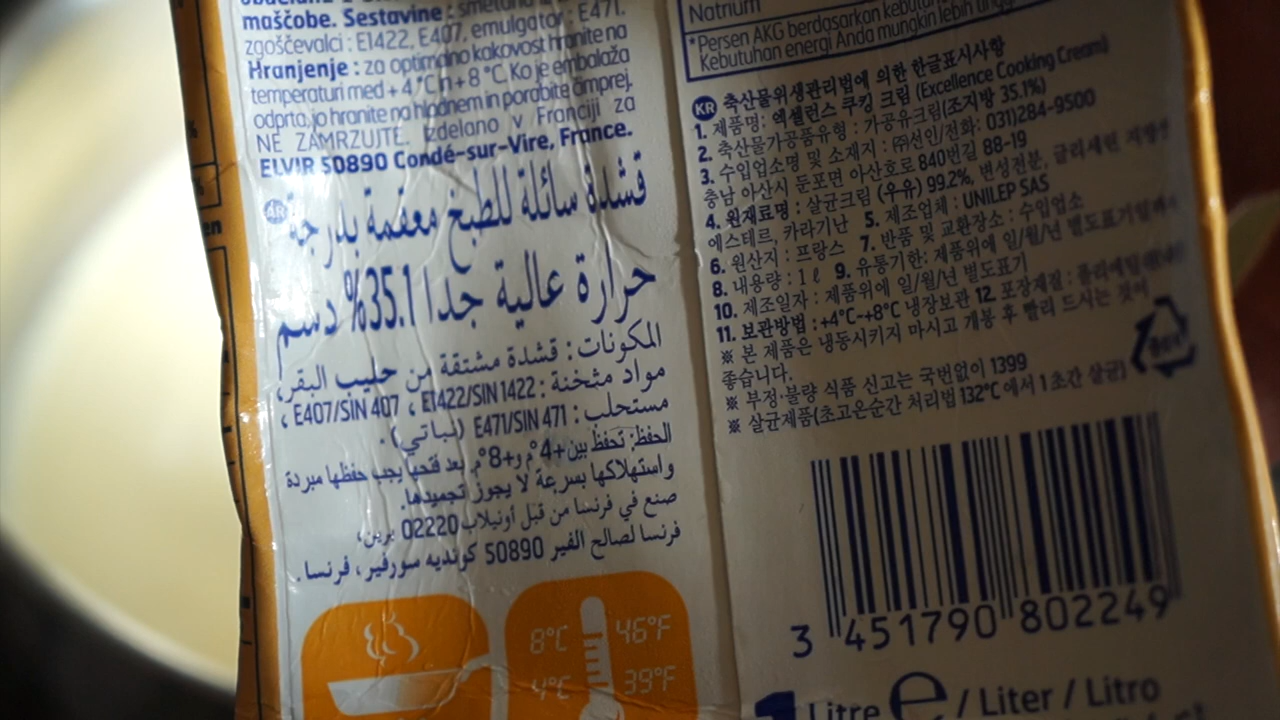 maščobe. Sestavine : smetana
zgoščevalci : E1422, E407, emulgator : E471.
Hranjenje : za optimalno kakovost hranite na
temperaturi med + 4 °C in + 8 °C. Ko je embalaža
odprta, jo hranite na hladnem in porabite čimprej.
NE ZAMRZUJTE. Izdelano v Franciji za
ELVIR 50890 Condé-sur-Vire, France.
AR قشدة سائلة للطبخ معقمة بدرجة
حرارة عالية جدا 35.1% دسم
المكونات : قشدة مشتقة من حليب البقر،
مواد مثخنة : E1422/SIN 1422 ، E407/SIN 407 ،
مستحلب : E471/SIN 471 (نباتي) .
الحفظ: تحفظ بين +4°م و+8°م. بعد فتحها يجب حفظها مبردة
واستهلاكها بسرعة لا يجوز تجميدها.
صنع في فرنسا من قبل أونيلاب 02220 برين،
فرنسا لصالح الفير 50890 كونديه سورفير، فرنسا.
8°C 46°F
4°C 39°F
Natrium
*Persen AKG berdasarkan kebutuhan
Kebutuhan energi Anda mungkin lebih
KR 축산물위생관리법에 의한 한글표시사항
1. 제품명: 엑셀런스 쿠킹 크림 (Excellence Cooking Cream)
2. 축산물가공품유형 : 가공유크림(조지방 35.1%)
3. 수입업소명 및 소재지 : ㈜선인/전화: 031)284-9500
충남 아산시 둔포면 아산호로 840번길 88-19
4. 원재료명 : 살균크림 (우유) 99.2%, 변성전분, 글리세린 지방산
에스테르, 카라기난 5. 제조업체 : UNILEP SAS
6. 원산지 : 프랑스 7. 반품 및 교환장소 : 수입업소
8. 내용량 : 1 ℓ 9. 유통기한: 제품위에 일/월/년 별도표기
10. 제조일자 : 제품위에 일/월/년 별도표기
11. 보관방법 : +4°C~+8°C 냉장보관 12. 포장재질 : 폴리에틸렌
※ 본 제품은 냉동시키지 마시고 개봉 후 빨리 드시는 것이
좋습니다.
※ 부정·불량 식품 신고는 국번없이 1399
※ 살균제품(초고온순간 처리법 132°C 에서 1 초간 살균)
3 451790 802249
1 Litre e / Liter / Litro